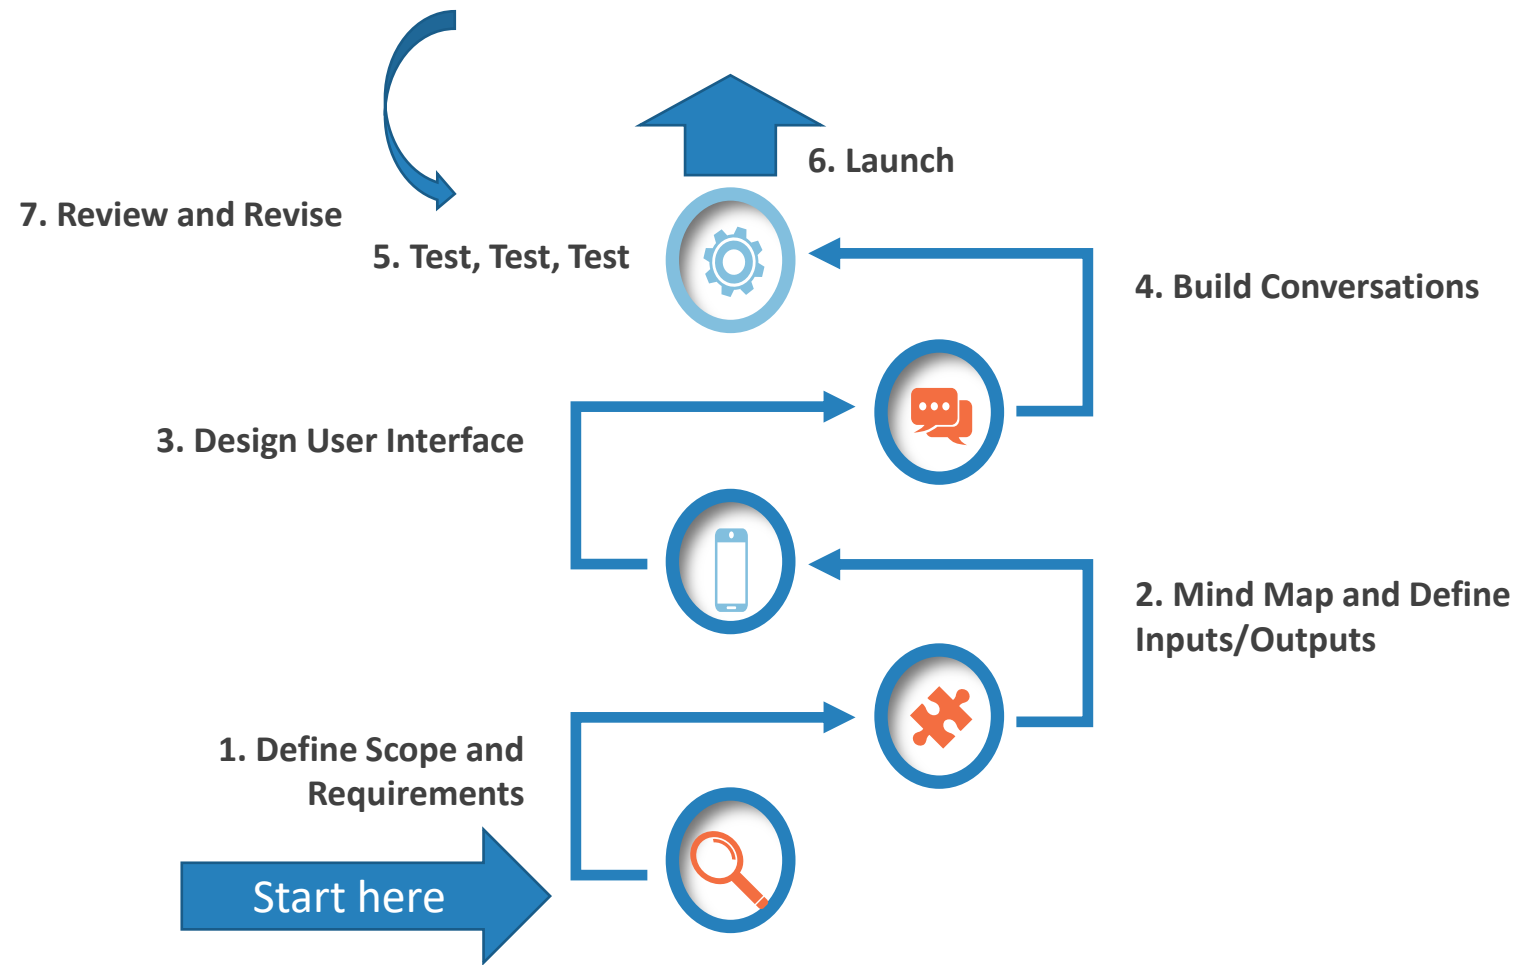 6. Launch
7. Review and Revise
5. Test, Test, Test
4. Build Conversations
3. Design User Interface
2. Mind Map and Define
Inputs/Outputs
1. Define Scope and
Requirements
Start here